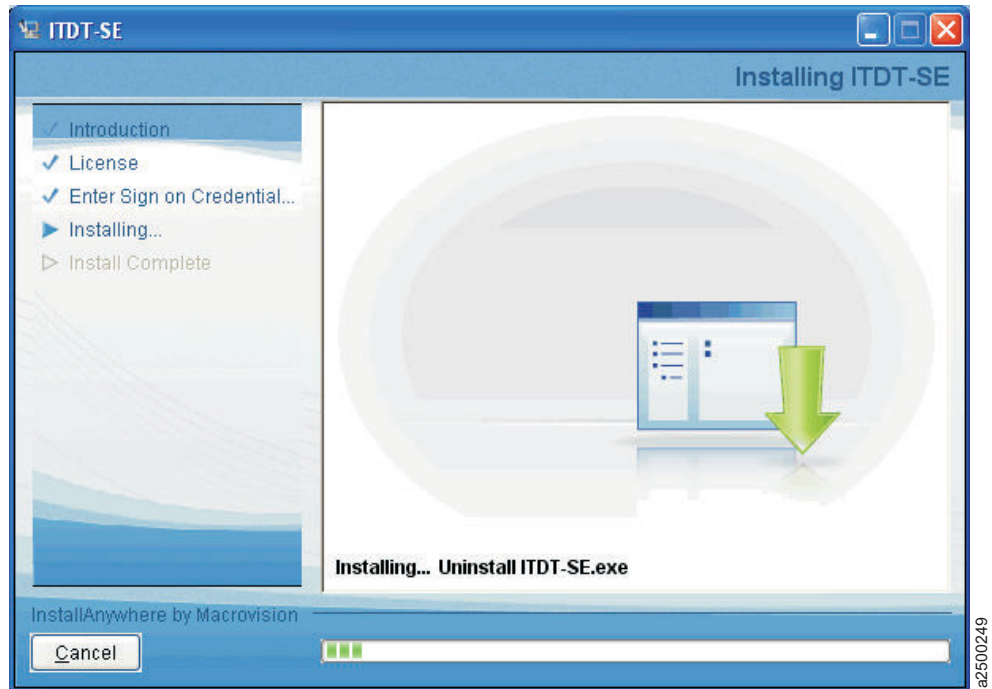 ITDT-SE
Installing ITDT-SE
Introduction
License
Enter Sign on Credential...
Installing...
Install Complete
Installing... Uninstall ITDT-SE.exe
InstallAnywhere by Macrovision
Cancel
a2500249